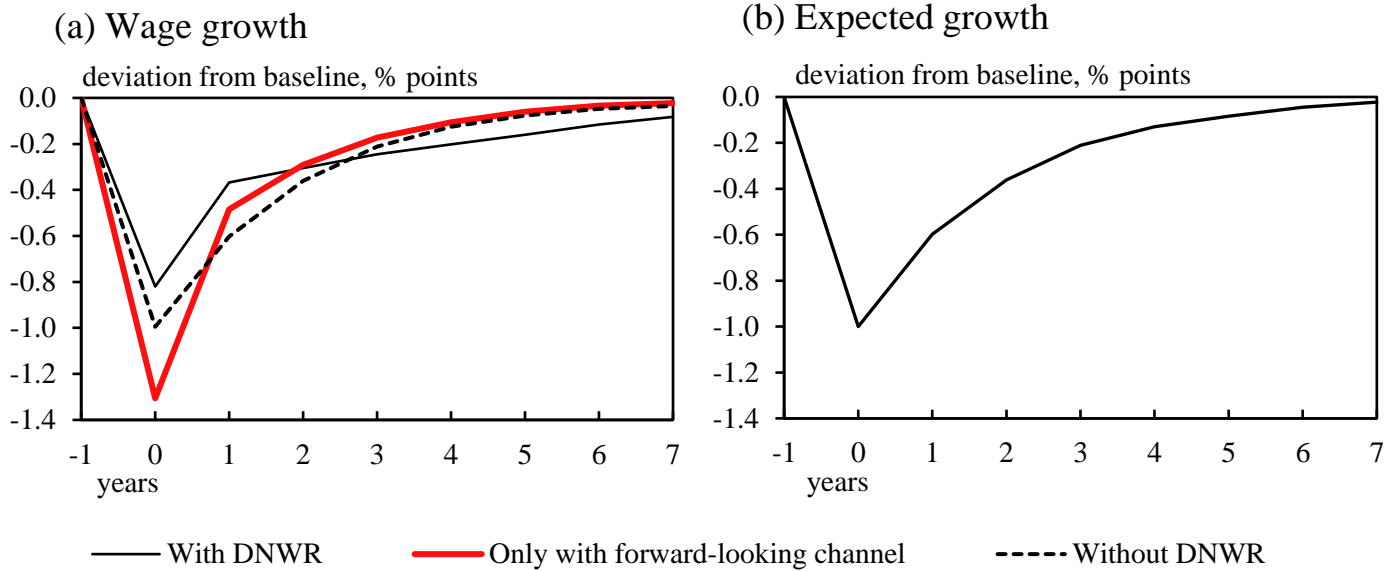 (a) Wage growth
deviation from baseline, % points
0.0
-0.2
-0.4
-0.6
-0.8
-1.0
-1.2
-1.4
-1 0 1 2 3 4 5 6 7
years
(b) Expected growth
deviation from baseline, % points
0.0
-0.2
-0.4
-0.6
-0.8
-1.0
-1.2
-1.4
-1 0 1 2 3 4 5 6 7
years
With DNWR Only with forward-looking channel Without DNWR